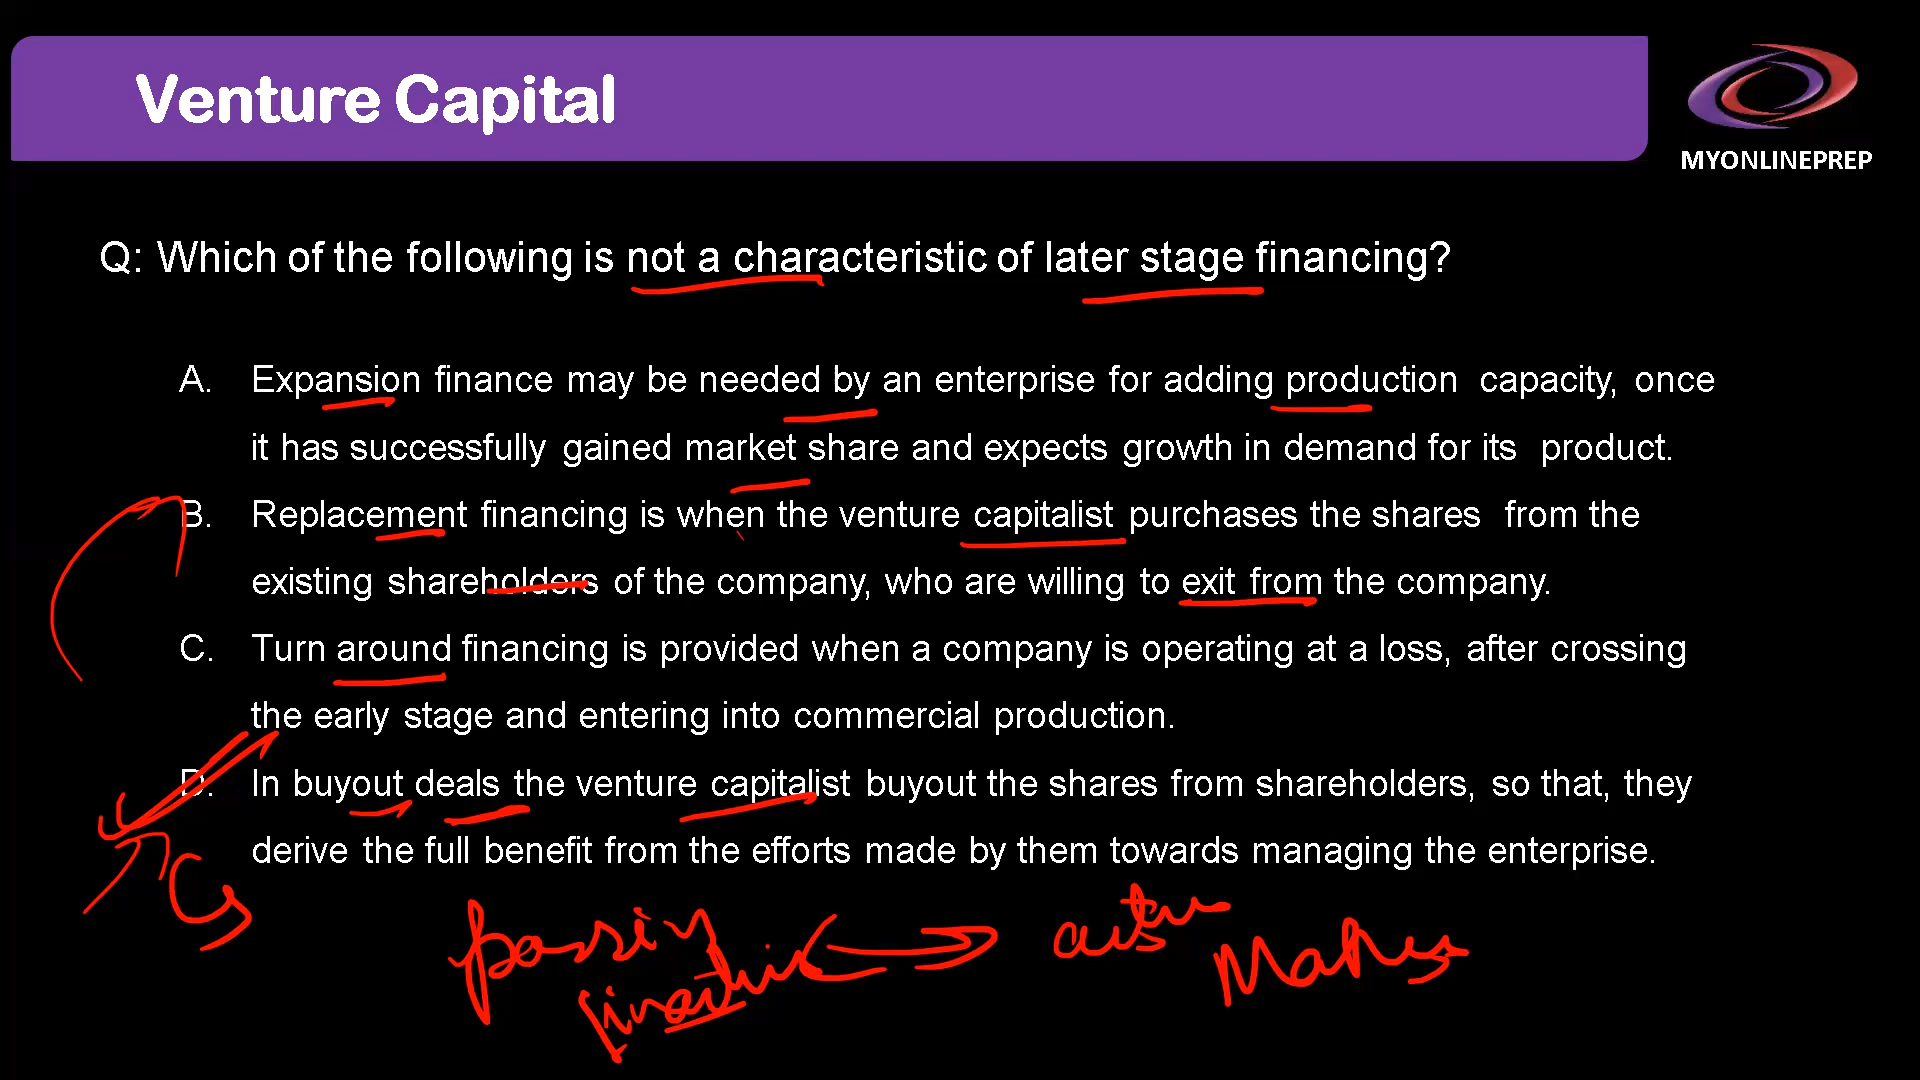 Venture Capital
MYONLINEPREP
Q: Which of the following is not a characteristic of later stage financing?
A. Expansion finance may be needed by an enterprise for adding production capacity, once
it has successfully gained market share and expects growth in demand for its product.
B. Replacement financing is when the venture capitalist purchases the shares from the
existing shareholders of the company, who are willing to exit from the company.
C. Turn around financing is provided when a company is operating at a loss, after crossing
the early stage and entering into commercial production.
D. In buyout deals the venture capitalist buyout the shares from shareholders, so that, they
derive the full benefit from the efforts made by them towards managing the enterprise.